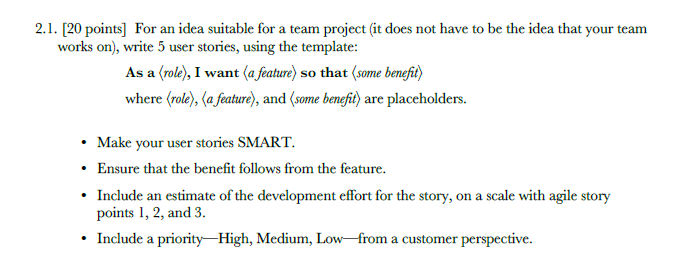 2.1. [20 points] For an idea suitable for a team project (it does not have to be the idea that your team
works on), write 5 user stories, using the template:
As a ⟨role⟩, I want ⟨a feature⟩ so that ⟨some benefit⟩
where ⟨role⟩, ⟨a feature⟩, and ⟨some benefit⟩ are placeholders.
• Make your user stories SMART.
• Ensure that the benefit follows from the feature.
• Include an estimate of the development effort for the story, on a scale with agile story
points 1, 2, and 3.
• Include a priority—High, Medium, Low—from a customer perspective.